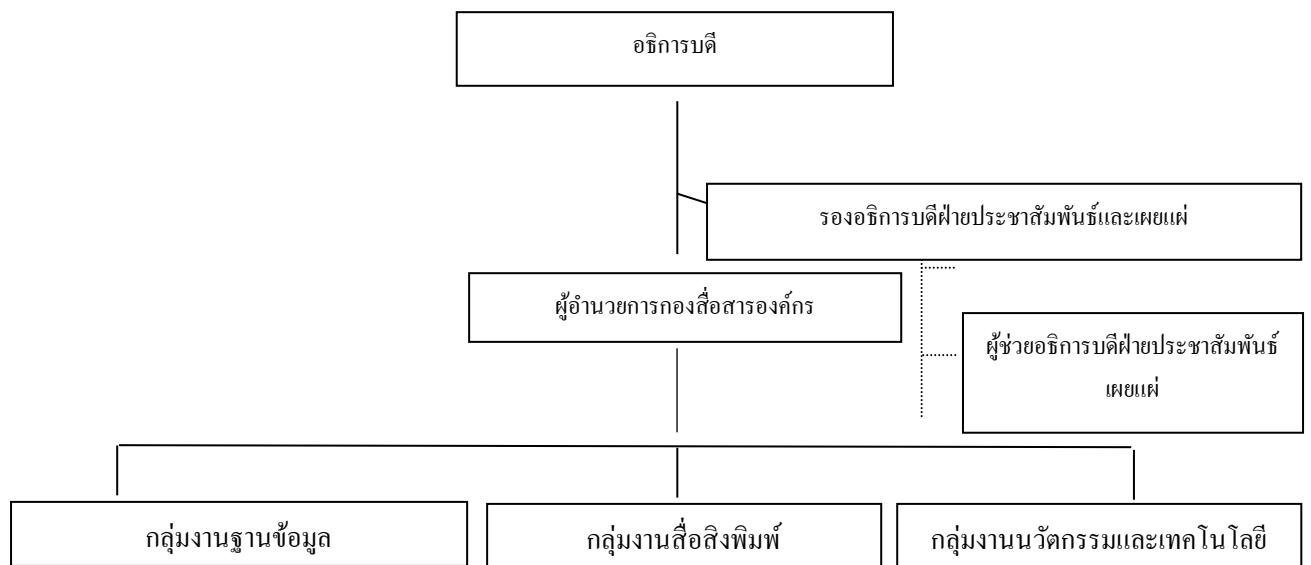 อธิการบดี
รองอธิการบดีฝ่ายประชาสัมพันธ์และเผยแผ่
ผู้อำนวยการกองสื่อสารองค์กร
ผู้ช่วยอธิการบดีฝ่ายประชาสัมพันธ์
เผยแผ่
กลุ่มงานฐานข้อมูล
กลุ่มงานสื่อสิงพิมพ์
กลุ่มงานนวัตกรรมและเทคโนโลยี